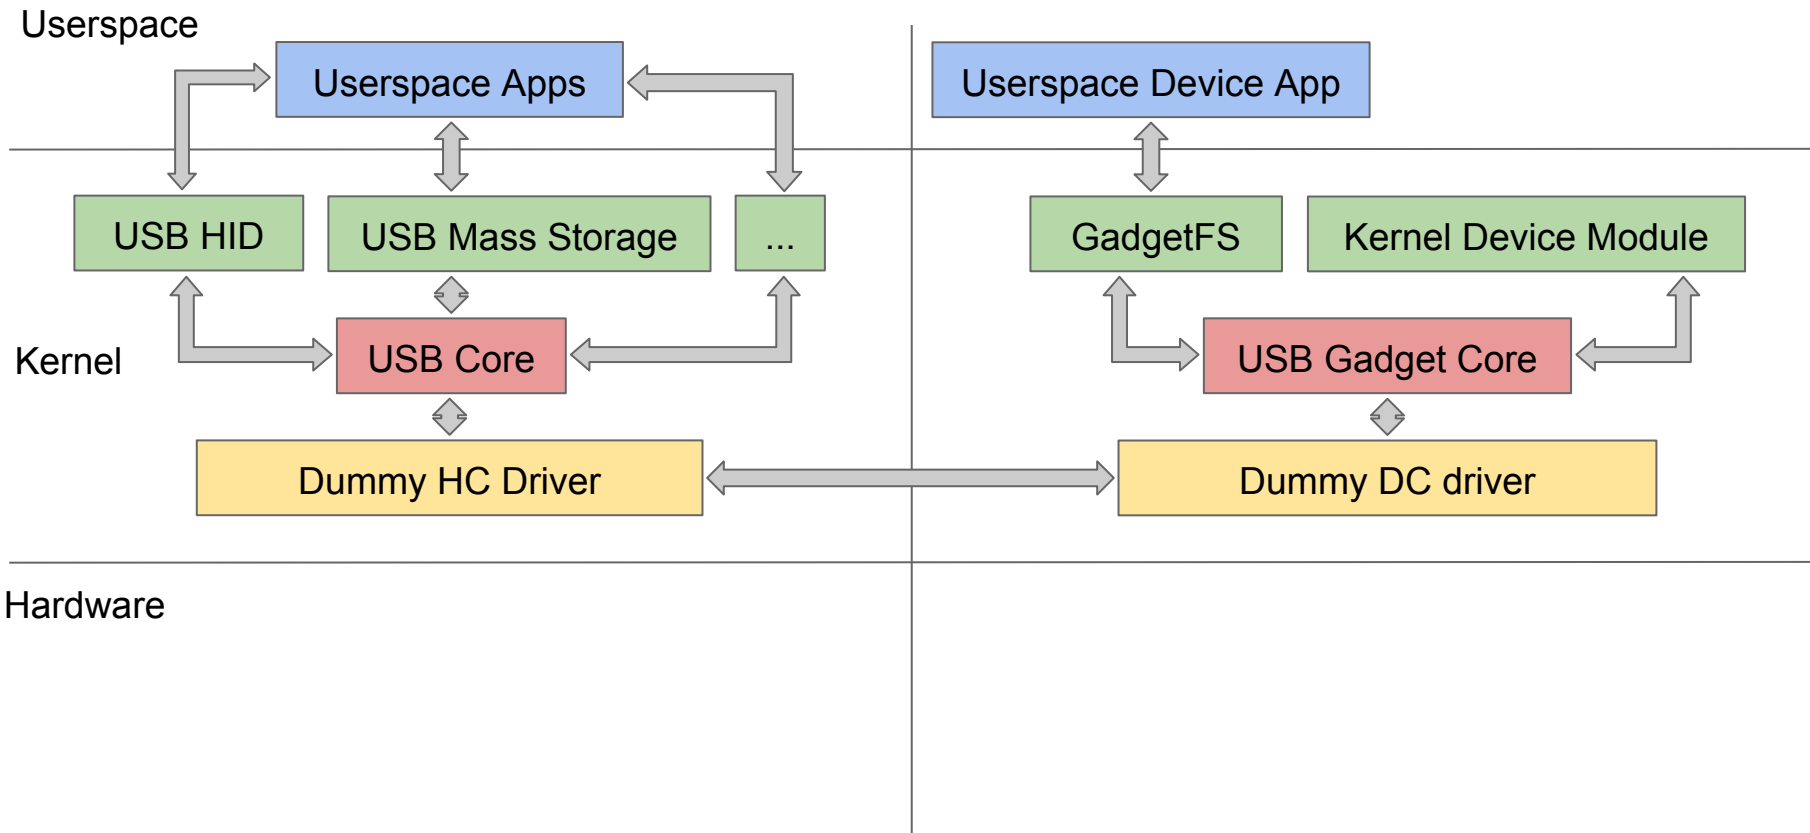 Userspace
Userspace Apps
Userspace Device App
USB HID
USB Mass Storage
...
GadgetFS
Kernel Device Module
Kernel
USB Core
USB Gadget Core
Dummy HC Driver
Dummy DC driver
Hardware